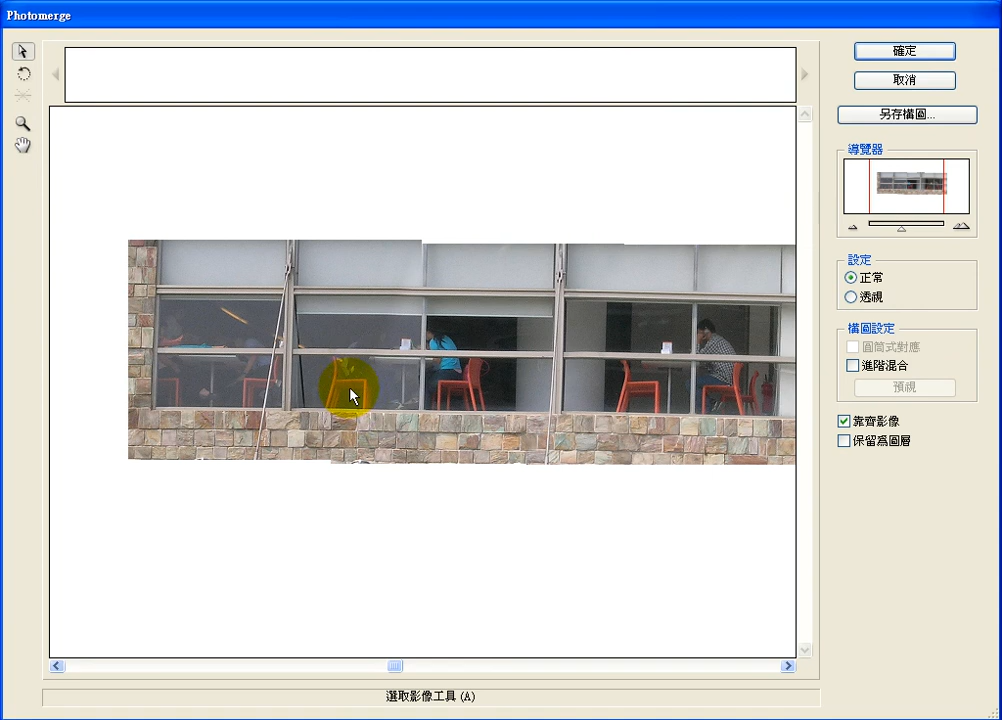 Photomerge
確定
取消
另存構圖...
導覽器
設定
正常
透視
構圖設定
圓筒式對應
進階混合
預視
靠齊影像
保留為圖層
選取影像工具 (A)